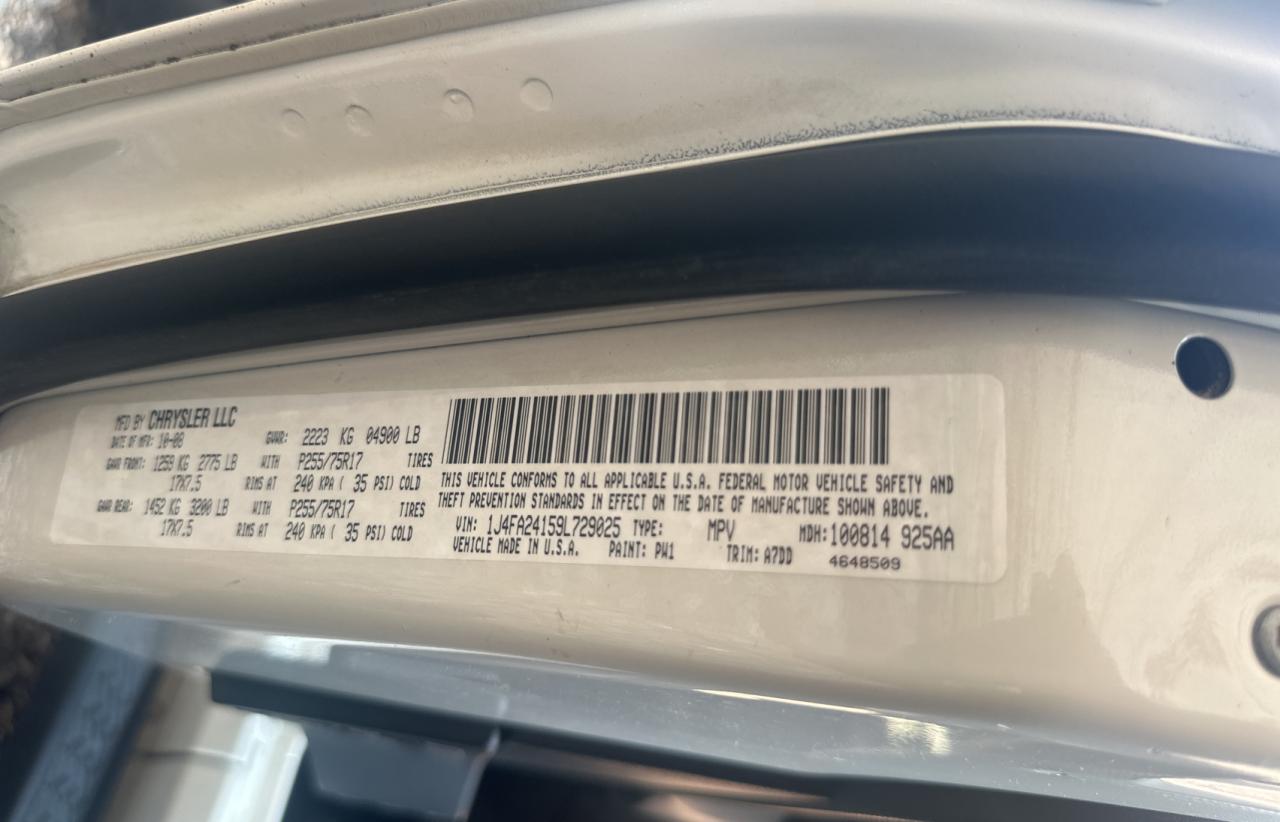 MFD BY CHRYSLER LLC
DATE OF MFR: 10-08 GVWR: 2223 KG 04900 LB
GAWR FRONT: 1259 KG 2775 LB WITH P255/75R17 TIRES
17X7.5 RIMS AT 240 KPA ( 35 PSI) COLD
GAWR REAR: 1452 KG 3200 LB WITH P255/75R17 TIRES
17X7.5 RIMS AT 240 KPA ( 35 PSI) COLD
THIS VEHICLE CONFORMS TO ALL APPLICABLE U.S.A. FEDERAL MOTOR VEHICLE SAFETY AND
THEFT PREVENTION STANDARDS IN EFFECT ON THE DATE OF MANUFACTURE SHOWN ABOVE.
VIN: 1J4FA24159L729025 TYPE: MPV MDH: 100814 925AA
VEHICLE MADE IN U.S.A. PAINT: PW1 TRIM: A7DD 4648509